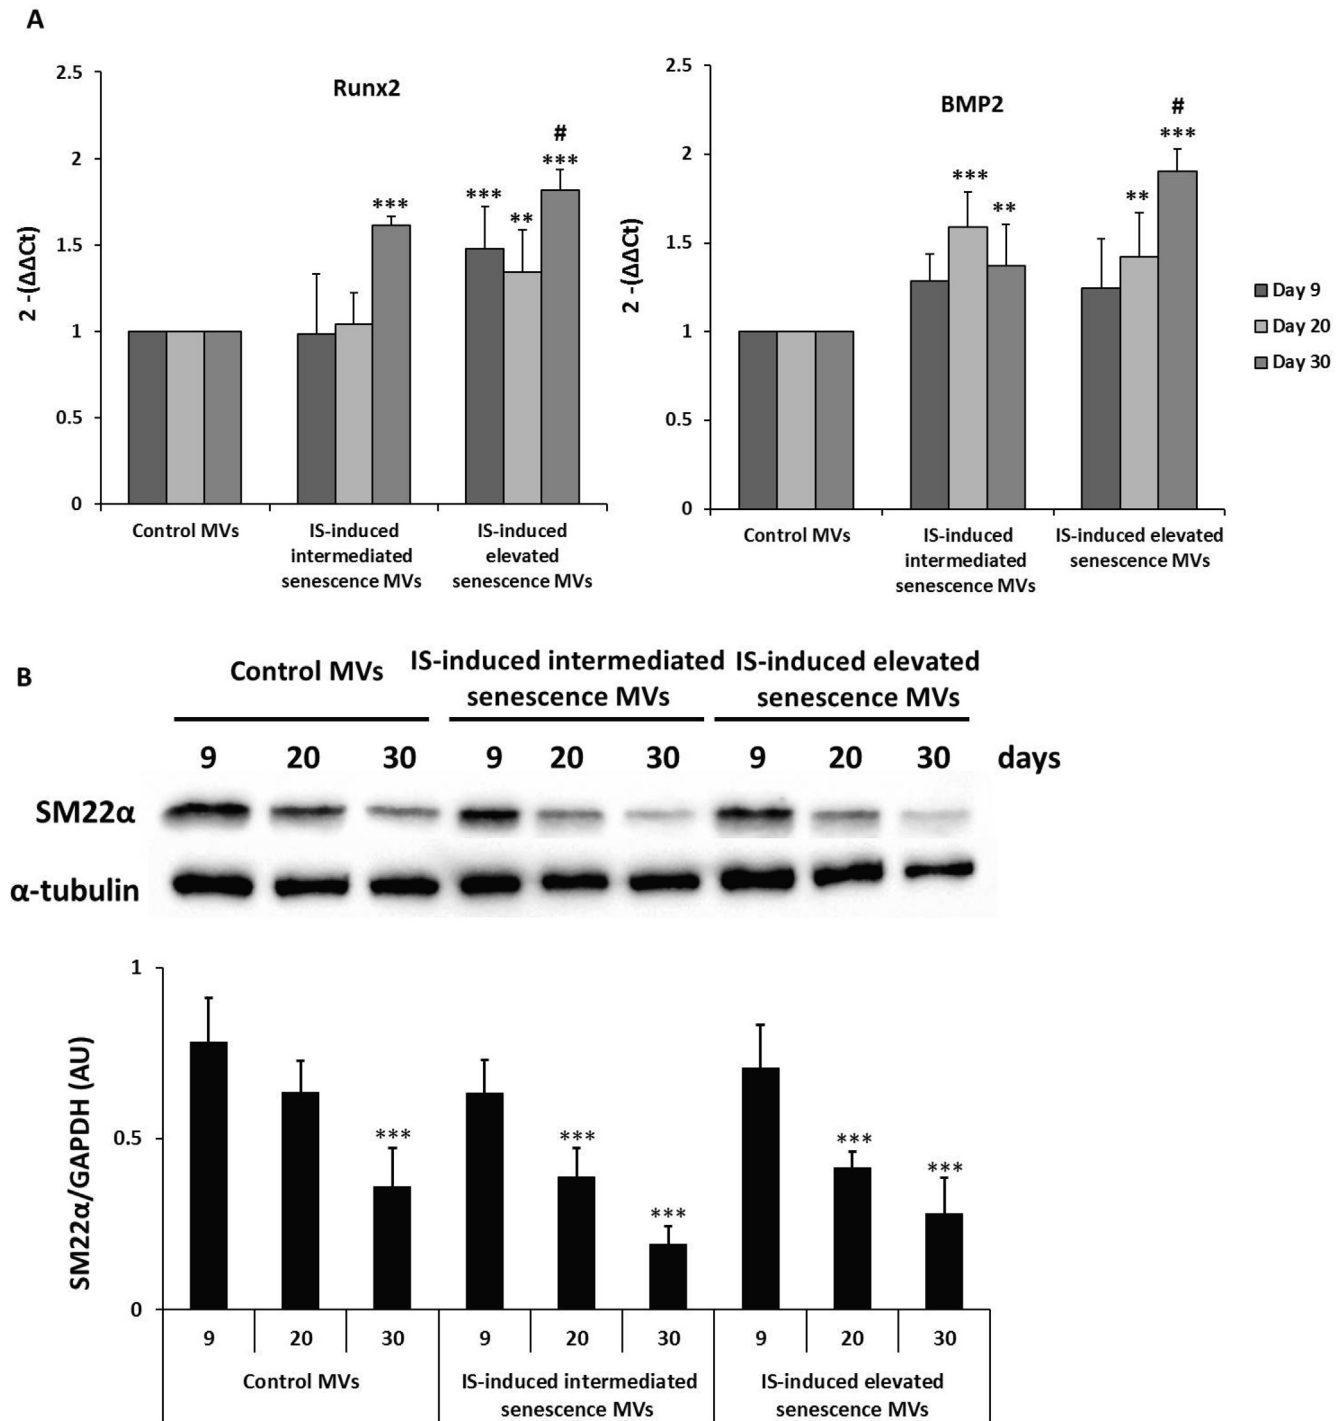 A
Runx2
2 -(ΔΔCt)
2.5
2
1.5
1
0.5
0
***
***
**
#
***
Control MVs
IS-induced
intermediated
senescence MVs
IS-induced
elevated
senescence MVs
BMP2
2 -(ΔΔCt)
2.5
2
1.5
1
0.5
0
***
**
**
#
***
Control MVs
IS-induced
intermediated
senescence MVs
IS-induced elevated
senescence MVs
Day 9
Day 20
Day 30
B
Control MVs
IS-induced intermediated
senescence MVs
IS-induced elevated
senescence MVs
9 20 30 9 20 30 9 20 30 days
SM22α
α-tubulin
SM22α/GAPDH (AU)
1
0.5
0
***
***
***
***
***
9 20 30 9 20 30 9 20 30
Control MVs
IS-induced intermediated
senescence MVs
IS-induced elevated
senescence MVs